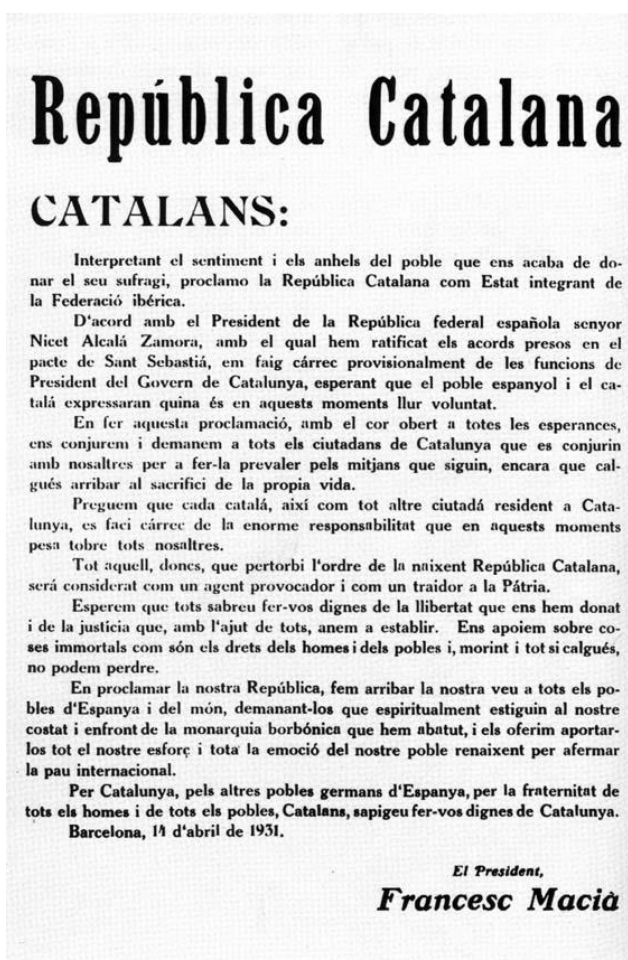 República Catalana
CATALANS:
Interpretant el sentiment i els anhels del poble que ens acaba de do-
nar el seu sufragi, proclamo la República Catalana com Estat integrant de
la Federació ibérica.
D'acord amb el President de la República federal española senyor
Nicet Alcalá Zamora, amb el qual hem ratificat els acords presos en el
pacte de Sant Sebastiá, em faig cárrec provisionalment de les funcions de
President del Govern de Catalunya, esperant que el poble espanyol i el ca-
talá expressaran quina és en aquests moments llur voluntat.
En fer aquesta proclamació, amb el cor obert a totes les esperances,
ens conjurem i demanem a tots els ciutadans de Catalunya que es conjurin
amb nosaltres per a fer-la prevaler pels mitjans que siguin, encara que cal-
gués arribar al sacrifici de la propia vida.
Preguem que cada catalá, així com tot altre ciutadá resident a Cata-
lunya, es faci cárrec de la enorme responsabilitat que en aquests moments
pesa tobre tots nosaltres.
Tot aquell, doncs, que pertorbi l'ordre de la naixent República Catalana,
será considerat com un agent provocador i com un traidor a la Pátria.
Esperem que tots sabreu fer-vos dignes de la llibertat que ens hem donat
i de la justicia que, amb l'ajut de tots, anem a establir. Ens apoiem sobre co-
ses immortals com són els drets dels homes i dels pobles i, morint i tot si calgués,
no podem perdre.
En proclamar la nostra República, fem arribar la nostra veu a tots els po-
bles d'Espanya i del món, demanant-los que espiritualment estiguin al nostre
costat i enfront de la monarquia borbónica que hem abatut, i els oferim aportar-
los tot el nostre esforç i tota la emoció del nostre poble renaixent per afermar
la pau internacional.
Per Catalunya, pels altres pobles germans d'Espanya, per la fraternitat de
tots els homes i de tots els pobles, Catalans, sapigeu fer-vos dignes de Catalunya.
Barcelona, 14 d'abril de 1931.
El President,
Francesc Macià